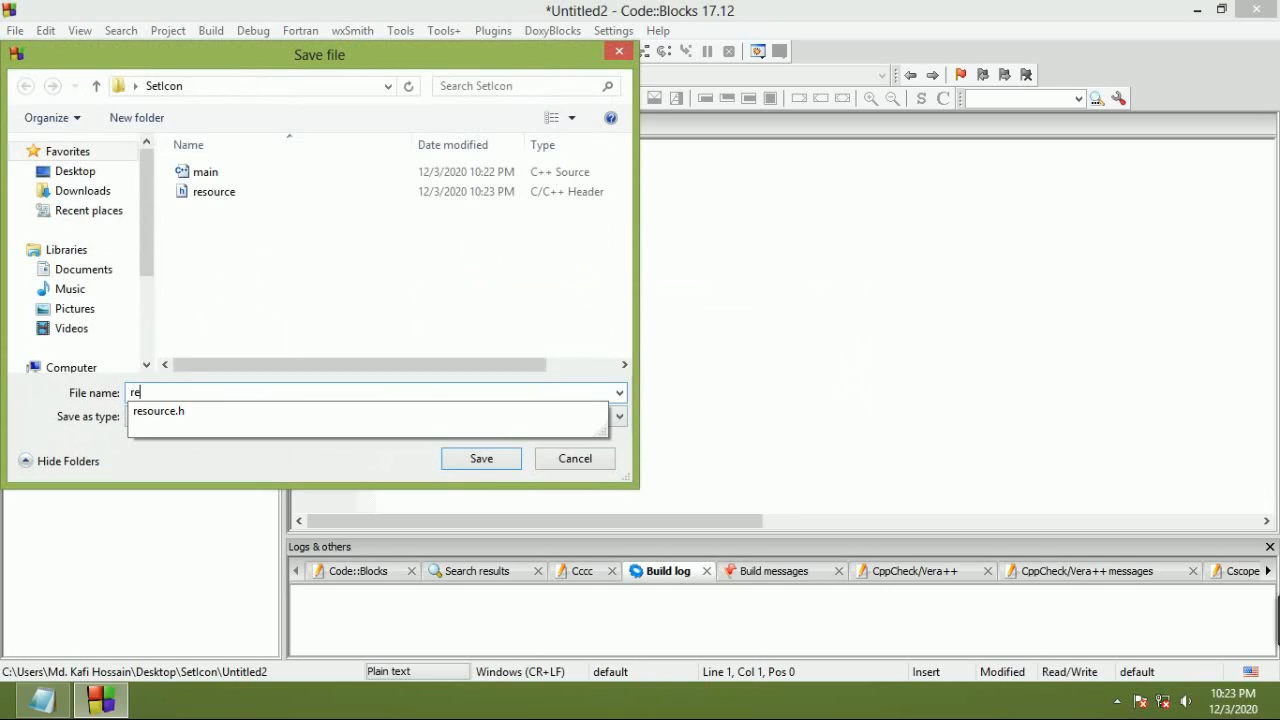 *Untitled2 - Code::Blocks 17.12
File Edit View Search Project Build Debug Fortran wxSmith Tools Tools+ Plugins DoxyBlocks Settings Help
Save file
SetIcon
Search SetIcon
Organize
New folder
S C
Name Date modified Type
Favorites
Desktop
Downloads
Recent places
Libraries
Documents
Music
Pictures
Videos
Computer
main 12/3/2020 10:22 PM C++ Source
resource 12/3/2020 10:23 PM C/C++ Header
File name: re
resource.h
Save as type:
Hide Folders
Save
Cancel
Logs & others
Code::Blocks Search results Cccc Build log Build messages CppCheck/Vera++ CppCheck/Vera++ messages Cscope
C:\Users\Md. Kafi Hossain\Desktop\SetIcon\Untitled2 Plain text Windows (CR+LF) default Line 1, Col 1, Pos 0 Insert Modified Read/Write default
10:23 PM
12/3/2020